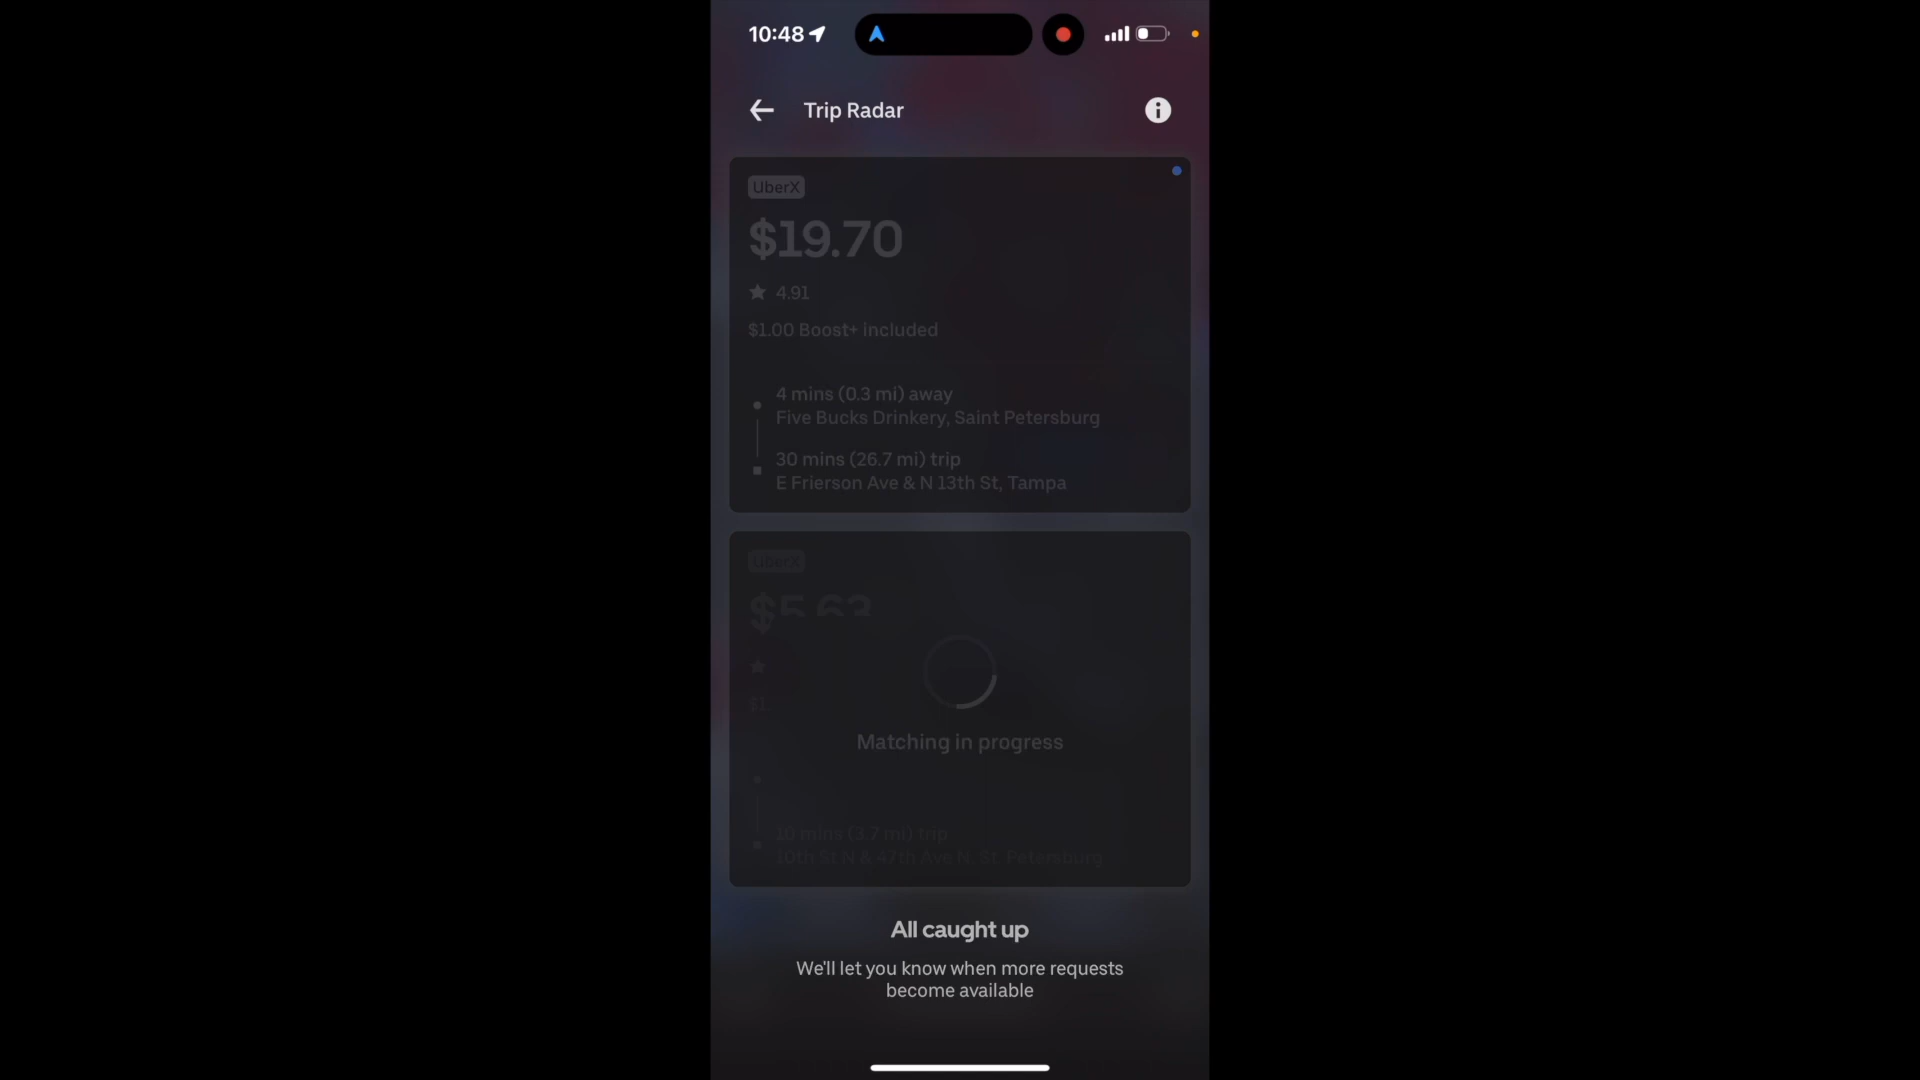 10:48
Trip Radar
UberX
$19.70
4.91
$1.00 Boost+ included
4 mins (0.3 mi) away
Five Bucks Drinkery, Saint Petersburg
30 mins (26.7 mi) trip
E Frierson Ave & N 13th St, Tampa
UberX
$5.63
$1.
Matching in progress
10 mins (3.7 mi) trip
10th St N & 47th Ave N, St. Petersburg
All caught up
We'll let you know when more requests
become available